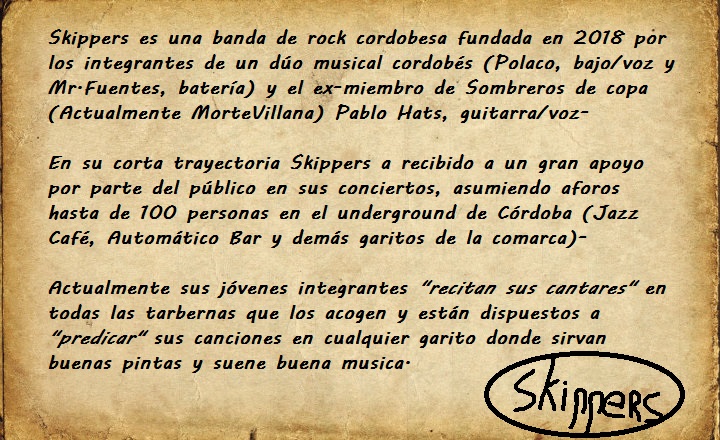 Skippers es una banda de rock cordobesa fundada en 2018 por
los integrantes de un dúo musical cordobés (Polaco, bajo/voz y
Mr.Fuentes, batería) y el ex-miembro de Sombreros de copa
(Actualmente MorteVillana) Pablo Hats, guitarra/voz-
En su corta trayectoria Skippers a recibido a un gran apoyo
por parte del público en sus conciertos, asumiendo aforos
hasta de 100 personas en el underground de Córdoba (Jazz
Café, Automático Bar y demás garitos de la comarca)-
Actualmente sus jóvenes integrantes "recitan sus cantares" en
todas las tarbernas que los acogen y están dispuestos a
"predicar" sus canciones en cualquier garito donde sirvan
buenas pintas y suene buena musica.
Skippers